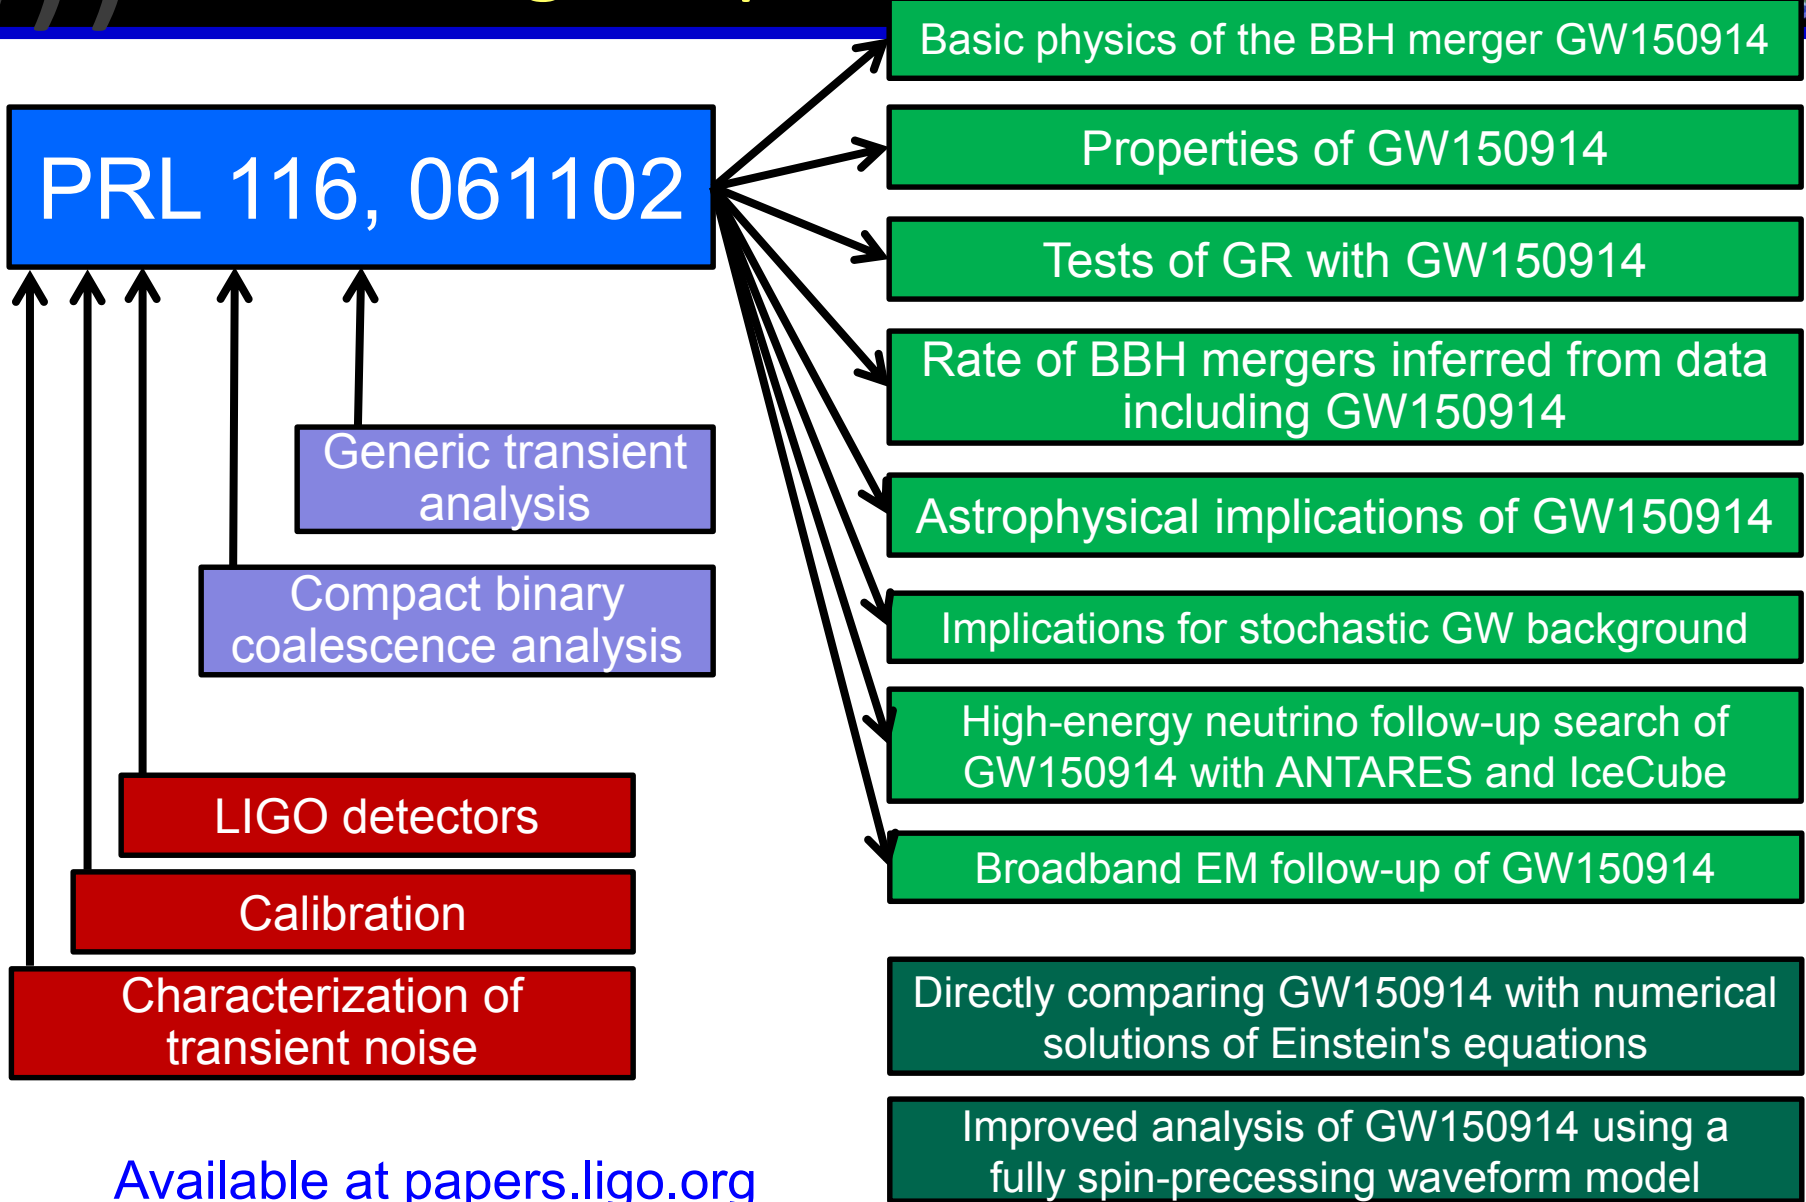 Basic physics of the BBH merger GW150914
PRL 116, 061102
Properties of GW150914
Tests of GR with GW150914
Rate of BBH mergers inferred from data
including GW150914
Generic transient
analysis
Astrophysical implications of GW150914
Compact binary
coalescence analysis
Implications for stochastic GW background
High-energy neutrino follow-up search of
GW150914 with ANTARES and IceCube
LIGO detectors
Broadband EM follow-up of GW150914
Calibration
Characterization of
transient noise
Directly comparing GW150914 with numerical
solutions of Einstein's equations
Improved analysis of GW150914 using a
fully spin-precessing waveform model
Available at papers.ligo.org